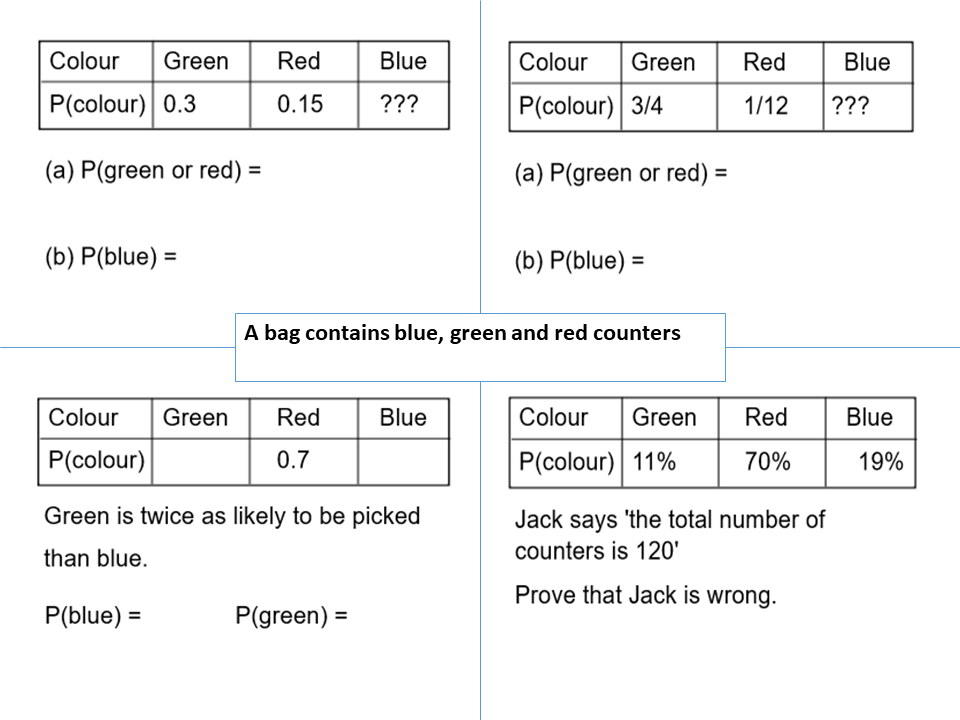 Colour Green Red Blue
P(colour) 0.3 0.15 ???
(a) P(green or red) =
(b) P(blue) =
Colour Green Red Blue
P(colour) 3/4 1/12 ???
(a) P(green or red) =
(b) P(blue) =
A bag contains blue, green and red counters
Colour Green Red Blue
P(colour) 0.7
Green is twice as likely to be picked
than blue.
P(blue) = P(green) =
Colour Green Red Blue
P(colour) 11% 70% 19%
Jack says 'the total number of
counters is 120'
Prove that Jack is wrong.